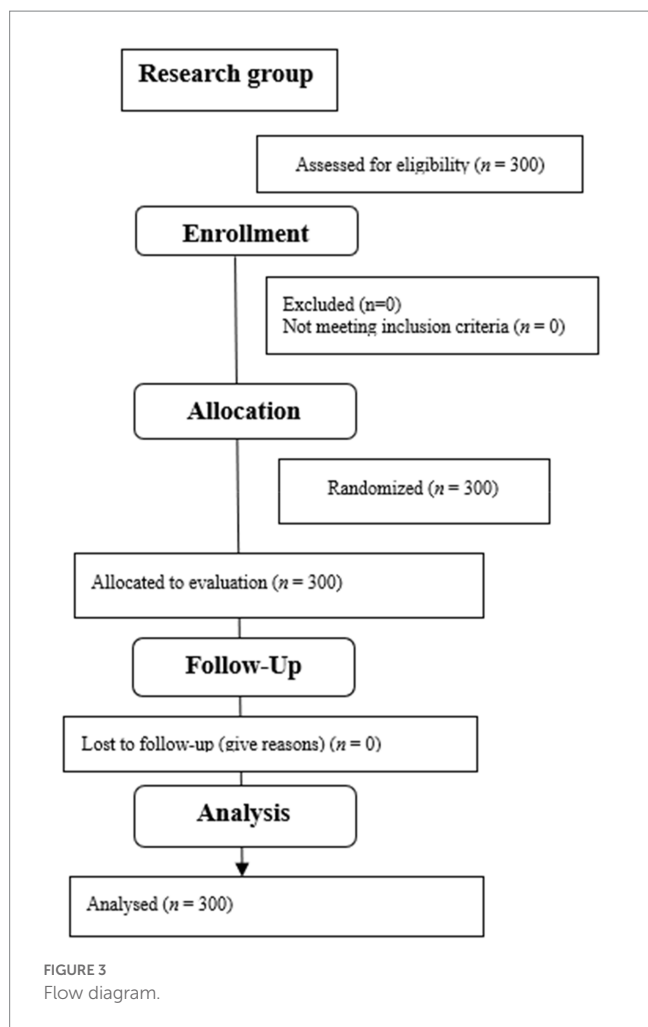 Research group
Assessed for eligibility (n = 300)
Enrollment
Excluded (n=0)
Not meeting inclusion criteria (n = 0)
Allocation
Randomized (n = 300)
Allocated to evaluation (n = 300)
Follow-Up
Lost to follow-up (give reasons) (n = 0)
Analysis
Analysed (n = 300)
FIGURE 3
Flow diagram.